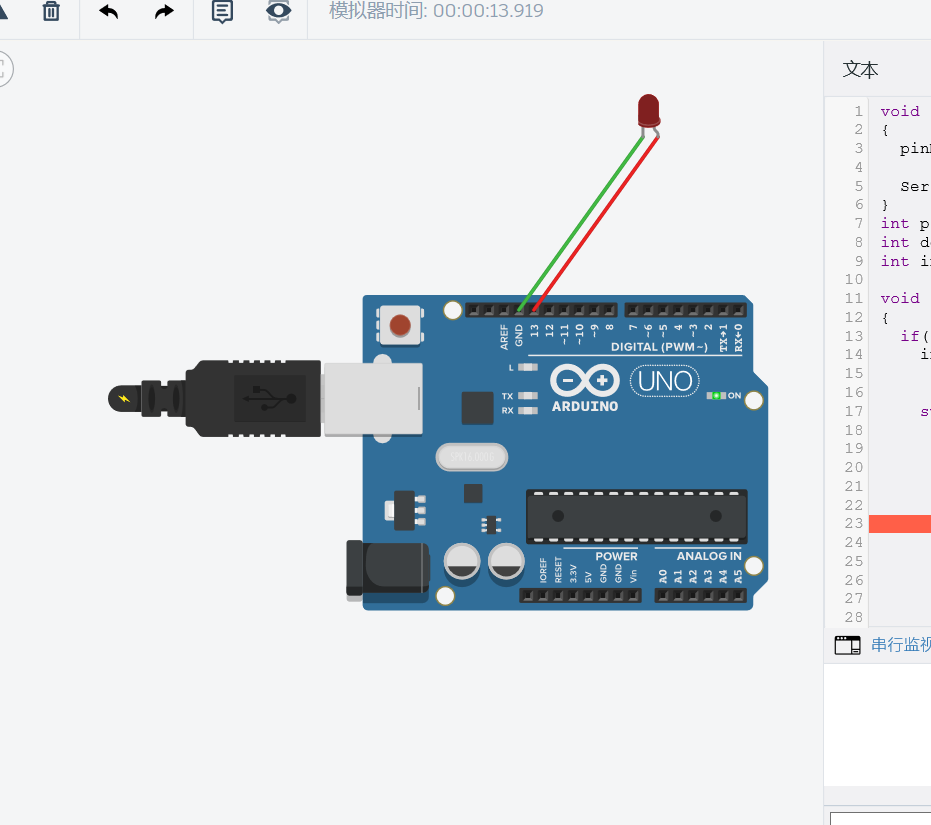 模拟器时间: 00:00:13.919
文本
1 void
2 {
3 pin
4
5 Ser
6 }
7 int p
8 int d
9 int i
10
11 void
12 {
13 if(
14 i
15
16
17 s
18
19
20
21
22
23
24
25
26
27
28
串行监视
AREF GND 13 12 ~11 ~10 ~9 8 7 ~6 ~5 4 ~3 2 TX→1 RX←0
DIGITAL (PWM ~)
L
TX
RX
ARDUINO
UNO
ON
POWER
ANALOG IN
IOREF RESET 3.3V 5V GND GND Vin A0 A1 A2 A3 A4 A5